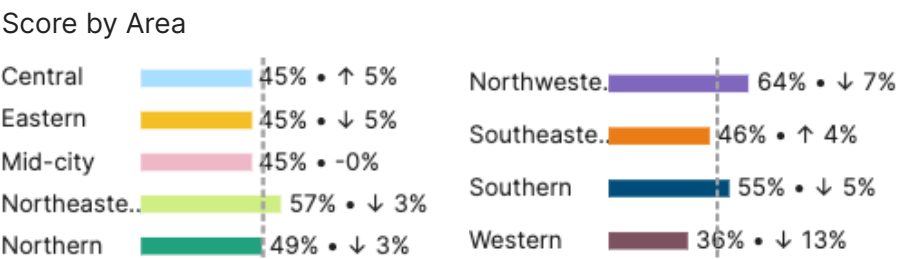 Score by Area
Central 45% • ↑ 5%
Eastern 45% • ↓ 5%
Mid-city 45% • -0%
Northeaste.. 57% • ↓ 3%
Northern 49% • ↓ 3%
Northweste. 64% • ↓ 7%
Southeaste.. 46% • ↑ 4%
Southern 55% • ↓ 5%
Western 36% • ↓ 13%